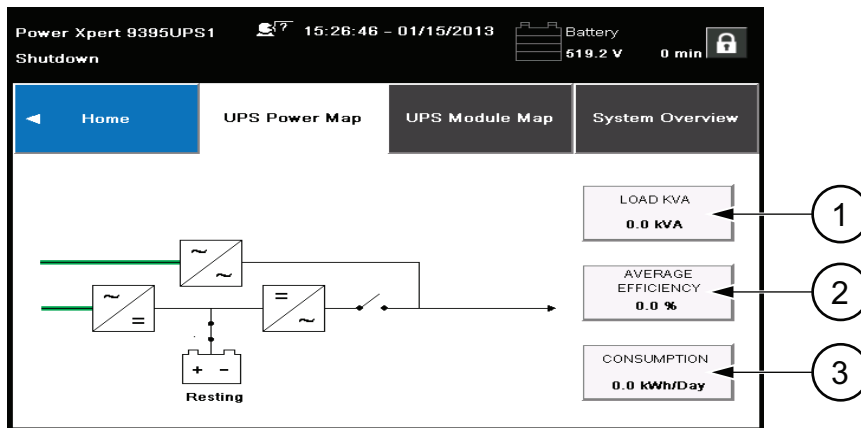 Power Xpert 9395UPS1
15:26:46 - 01/15/2013
Battery
Shutdown
519.2 V 0 min
Home
UPS Power Map
UPS Module Map
System Overview
LOAD KVA
0.0 kVA
1
AVERAGE
EFFICIENCY
0.0 %
2
CONSUMPTION
0.0 kWh/Day
3
Resting